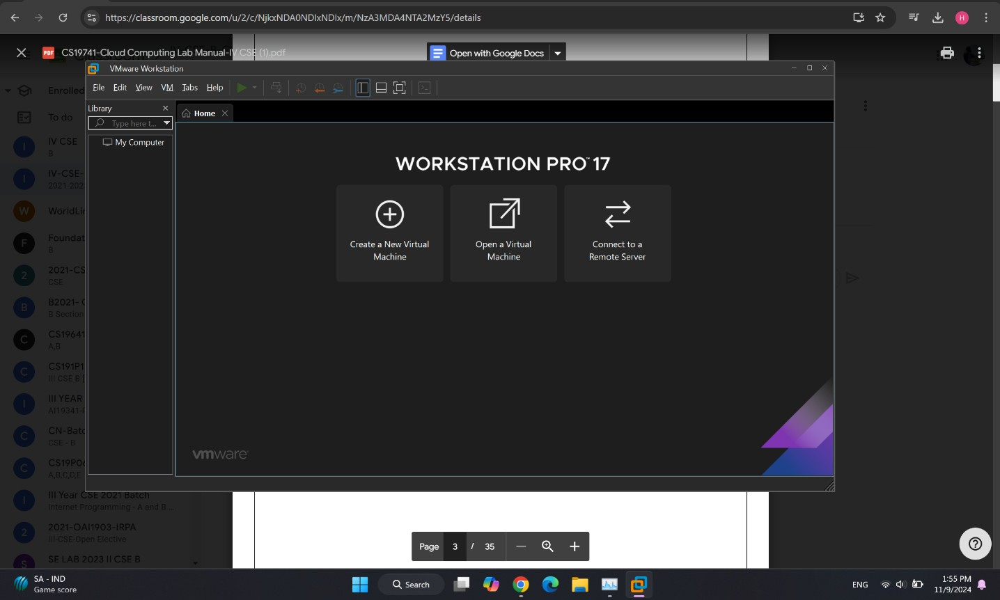 https://classroom.google.com/u/2/c/NjkxNDA0NDIxNDIx/m/NzA3MDA4NTA2MzY5/details
H
PDF CS19741-Cloud Computing Lab Manual-IV CSE (1).pdf
Open with Google Docs
VMware Workstation
File Edit View VM Tabs Help
Library
Home
Type here t...
My Computer
WORKSTATION PRO™ 17
Create a New Virtual
Machine
Open a Virtual
Machine
Connect to a
Remote Server
vmware
Enrolled
To do
I IV CSE
B
I IV-CSE-
2021-202
W WorldLin
F Foundat
B
2 2021-CS
CSE
B B2021- C
B Section
C CS19641
A,B
C CS191P1
III CSE B [
I III YEAR
AI19341-F
C CN-Batc
CSE - B
C CS19P06
A,B,C,D,E
I III Year CSE 2021 Batch
Internet Programming - A and B ...
2 2021-OAI1903-IRPA
III-CSE-Open Elective
S SE LAB 2023 II CSE B
Page 3 / 35
SA - IND
Game score
Search
ENG
1:55 PM
11/9/2024